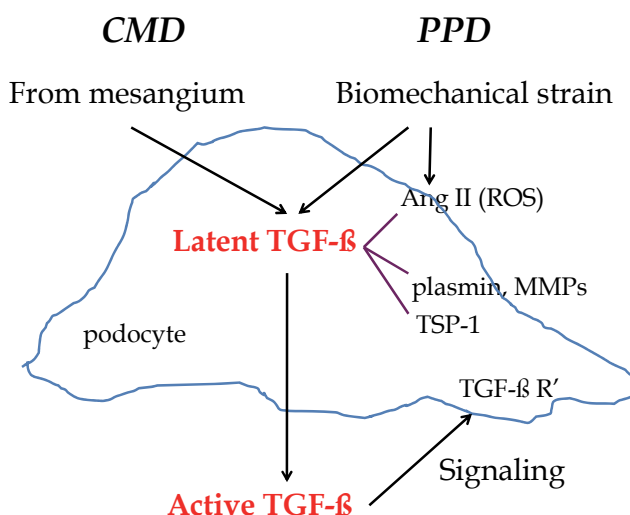 CMD
PPD
From mesangium
Biomechanical strain
Ang II (ROS)
Latent TGF-ß
plasmin, MMPs
TSP-1
podocyte
TGF-ß R’
Signaling
Active TGF-ß